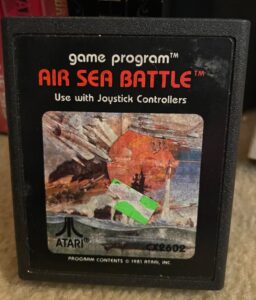 game program™
AIR SEA BATTLE™
Use with Joystick Controllers
ATARI®
CX2602
PROGRAM CONTENTS © 1981 ATARI, INC.